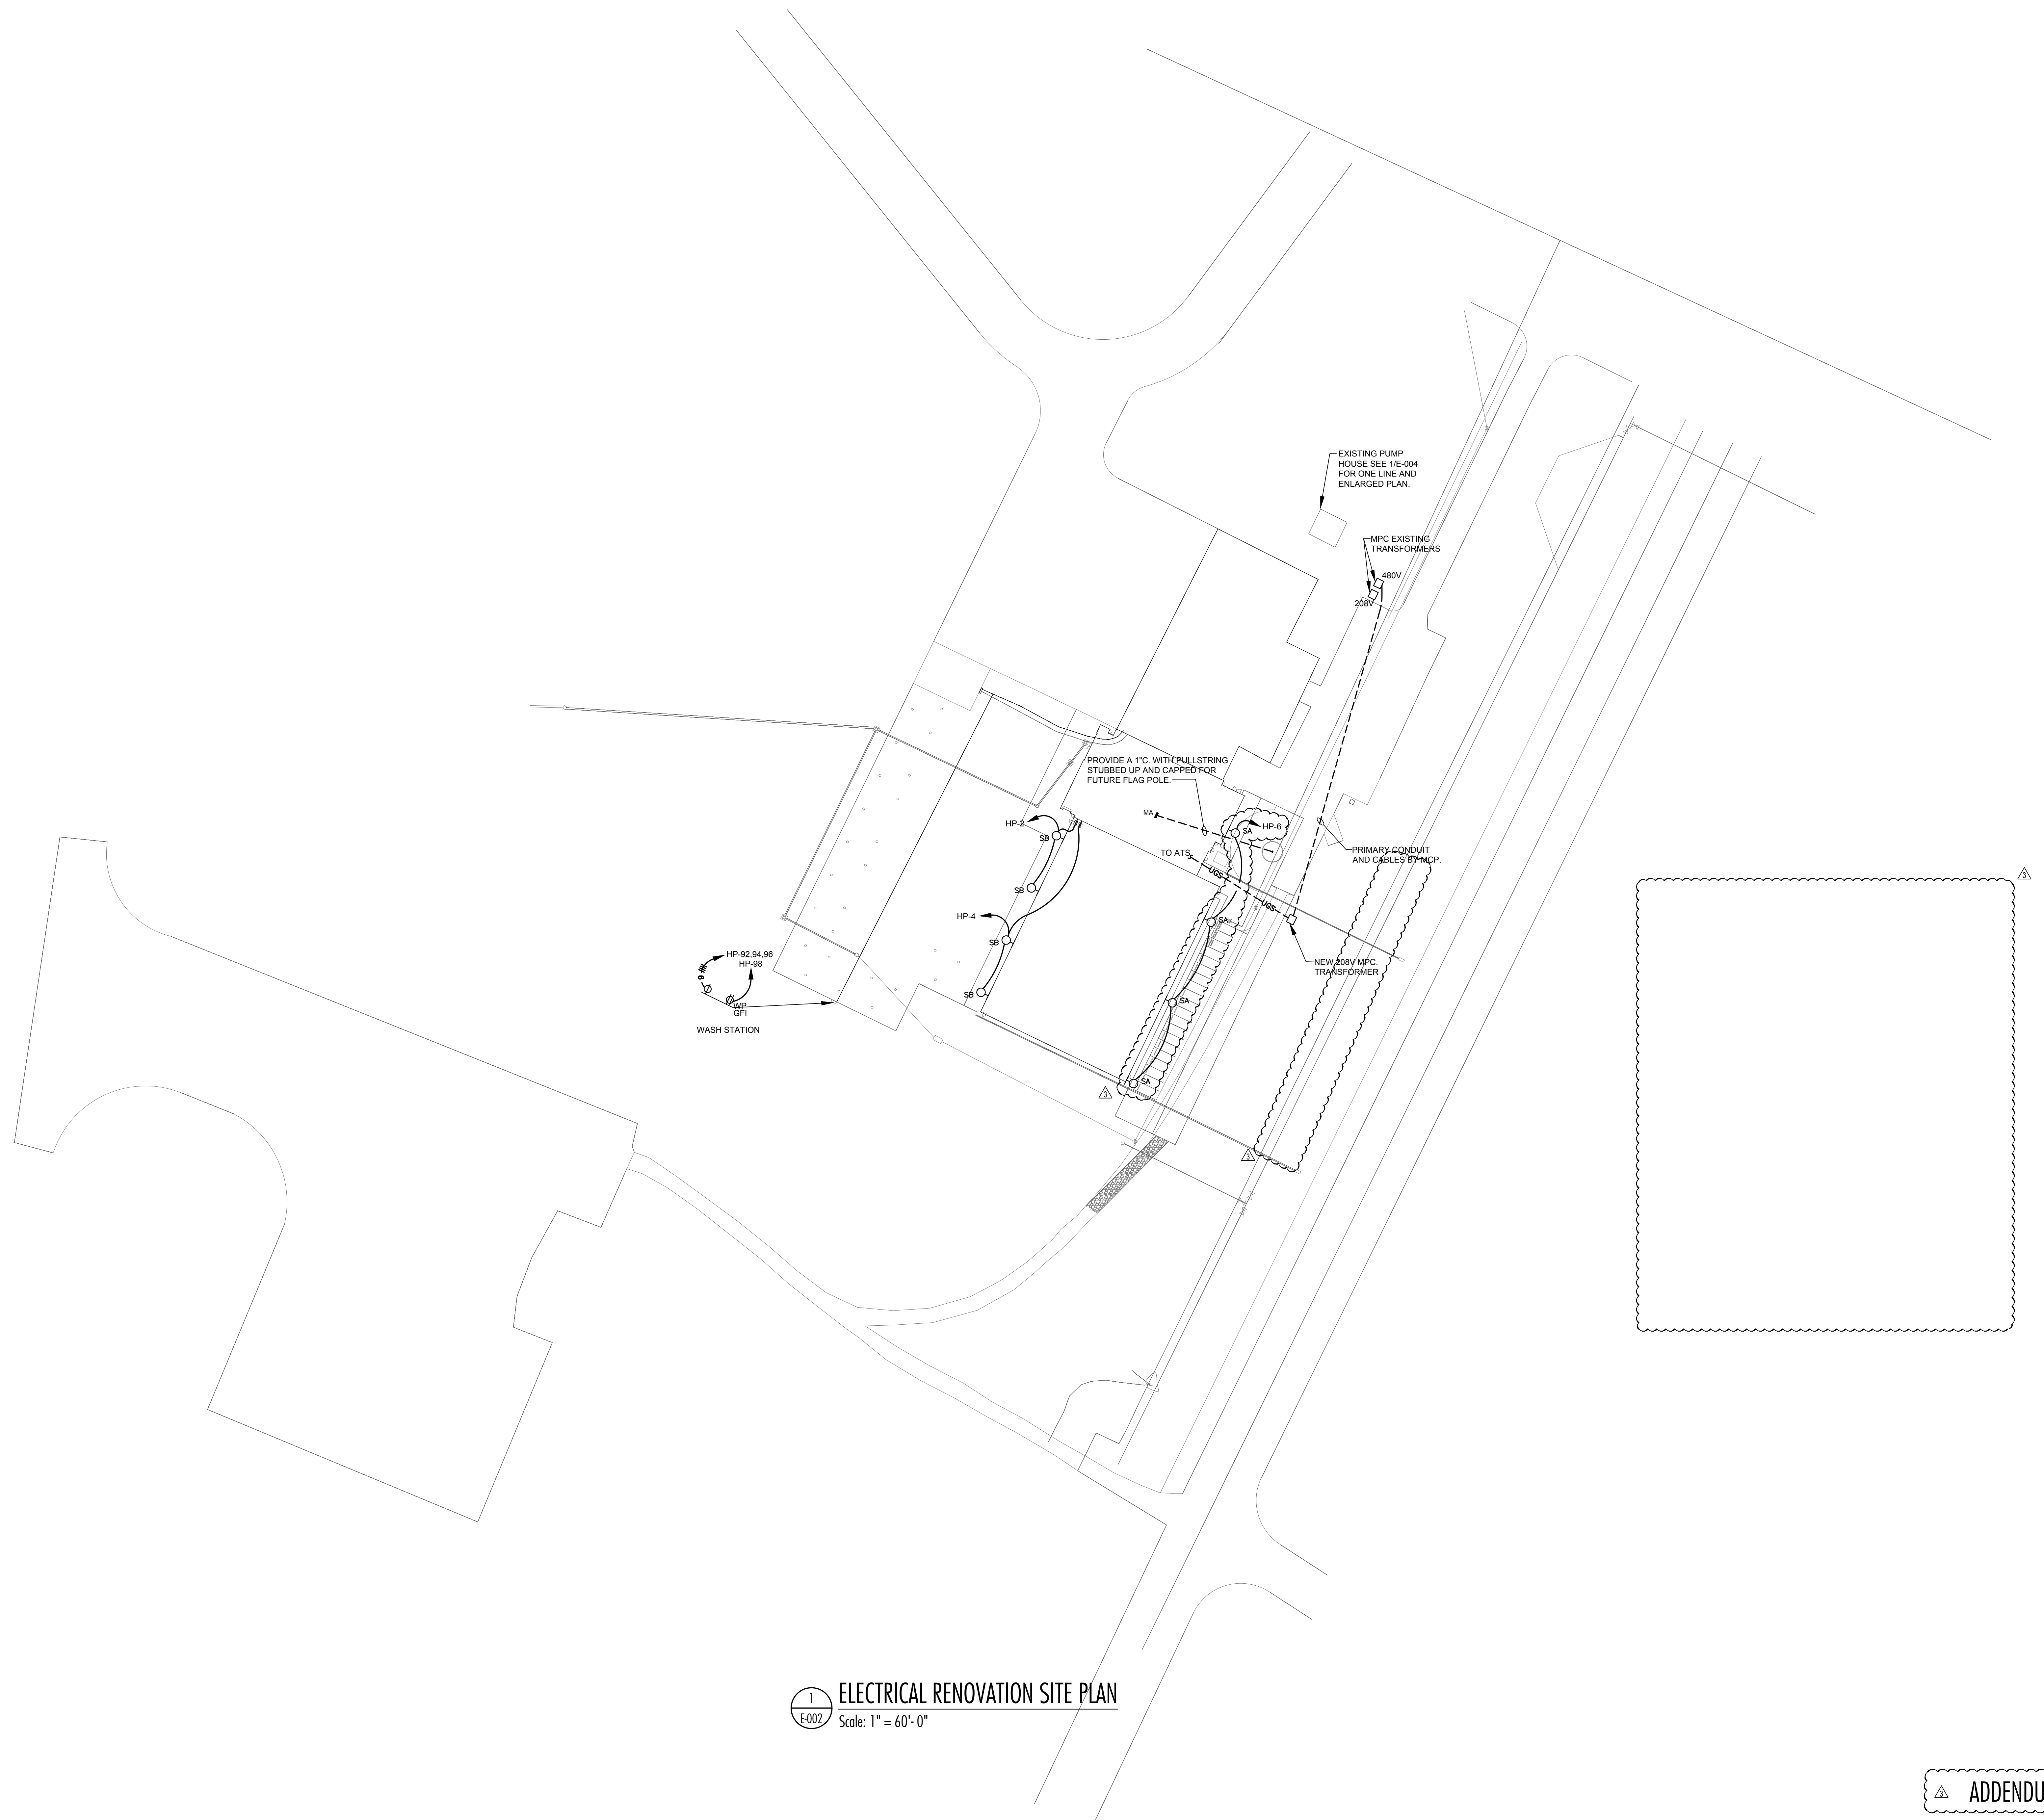 EXISTING PUMP
HOUSE SEE 1/E-004
FOR ONE LINE AND
ENLARGED PLAN.
MPC EXISTING
TRANSFORMERS
480V
208V
PROVIDE A 1"C. WITH PULLSTRING
STUBBED UP AND CAPPED FOR
FUTURE FLAG POLE.
MA
HP-2
SB
HP-6
SA
TO ATS
UGS
PRIMARY CONDUIT
AND CABLES BY MCP.
3
SB
UGS
HP-4
SB
SA
HP-92,94,96
HP-98
6
WP
GFI
WASH STATION
NEW 208V MPC.
TRANSFORMER
SB
SA
SA
3
3
1
E-002
ELECTRICAL RENOVATION SITE PLAN
Scale: 1" = 60'- 0"
3